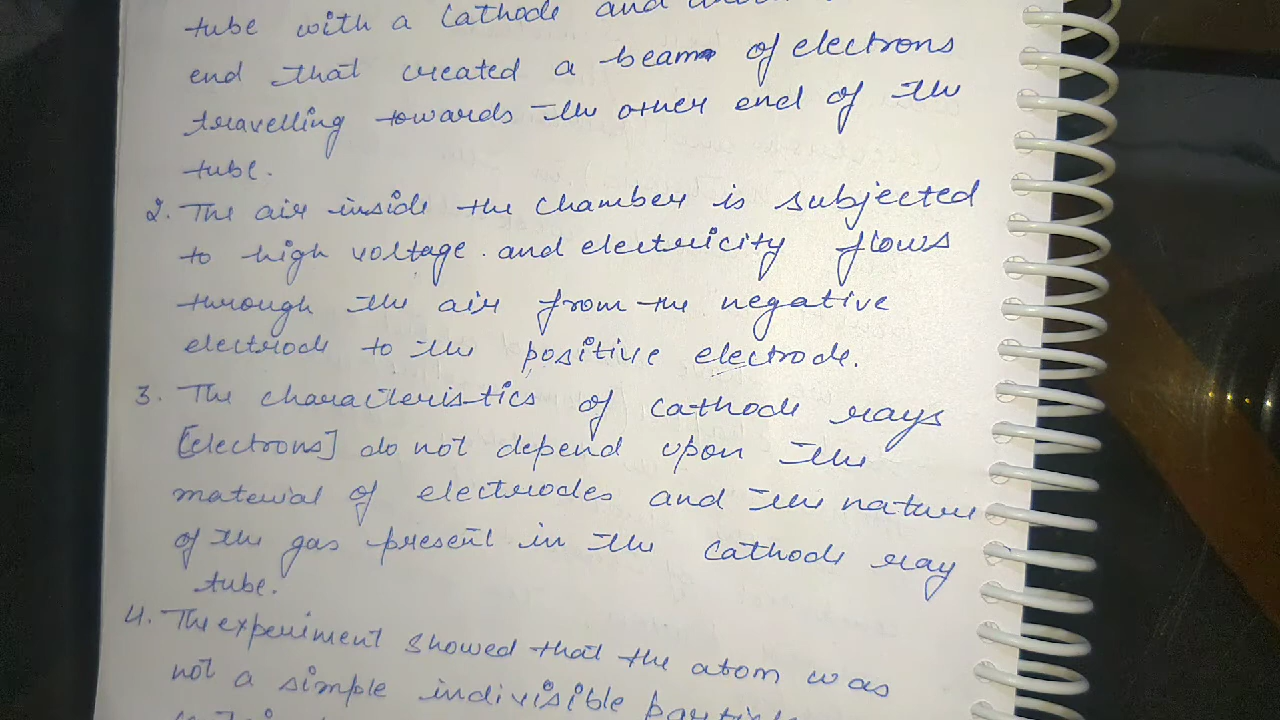 tube with a Cathode and
end that created a beam of electrons
travelling towards the other end of the
tube.
2. The air inside the chamber is subjected
to high voltage. and electricity flows
through the air from the negative
electrode to the positive electrode.
3. The characteristics of cathode rays
[electrons] do not depend upon the
material of electrodes and the nature
of the gas present in the cathode ray
tube.
4. The experiment showed that the atom was
not a simple indivisible